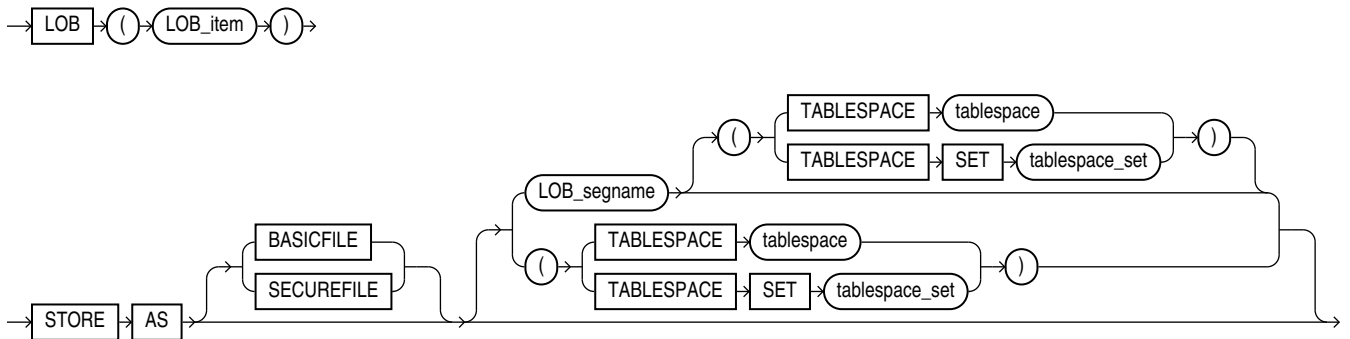 LOB ( LOB_item )
TABLESPACE tablespace
( )
TABLESPACE SET tablespace_set
LOB_segname
BASICFILE TABLESPACE tablespace
( )
SECUREFILE TABLESPACE SET tablespace_set
STORE AS